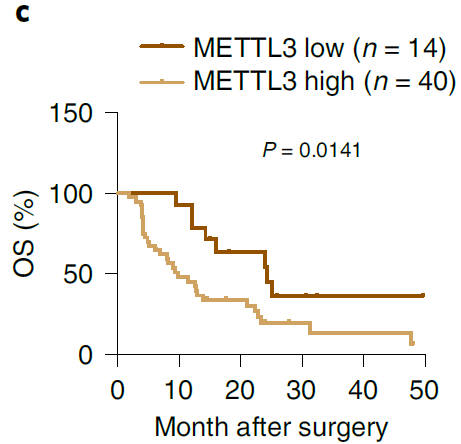 c
METTL3 low (n = 14)
METTL3 high (n = 40)
P = 0.0141
OS (%)
150
100
50
0
0 10 20 30 40 50
Month after surgery